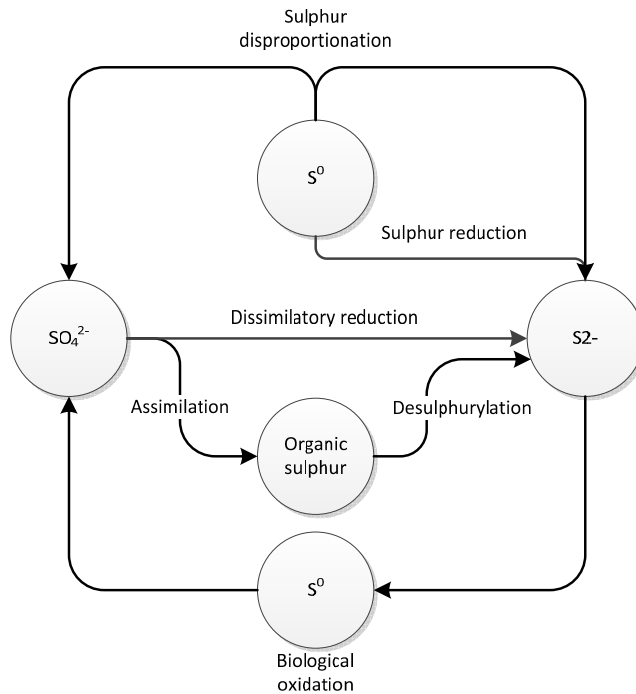 Sulphur
disproportionation
S⁰
Sulphur reduction
SO₄²⁻
Dissimilatory reduction
S2-
Assimilation
Desulphurylation
Organic
sulphur
S⁰
Biological
oxidation